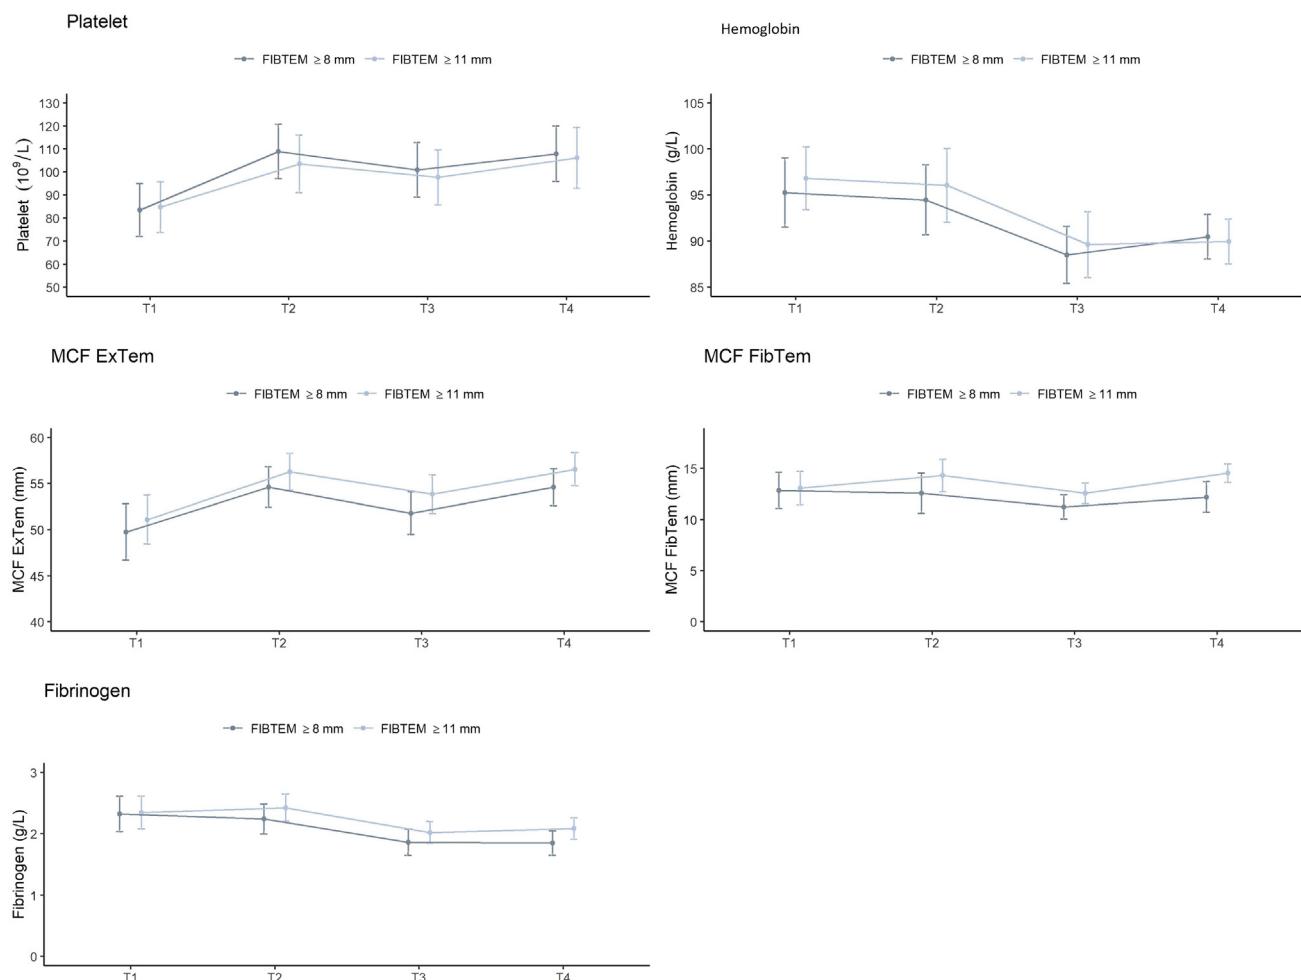 Platelet
FIBTEM ≥ 8 mm FIBTEM ≥ 11 mm
Platelet (10⁹/L)
130
120
110
100
90
80
70
60
50
T1 T2 T3 T4
Hemoglobin
FIBTEM ≥ 8 mm FIBTEM ≥ 11 mm
Hemoglobin (g/L)
105
100
95
90
85
T1 T2 T3 T4
MCF ExTem
FIBTEM ≥ 8 mm FIBTEM ≥ 11 mm
MCF ExTem (mm)
60
55
50
45
40
T1 T2 T3 T4
MCF FibTem
FIBTEM ≥ 8 mm FIBTEM ≥ 11 mm
MCF FibTem (mm)
15
10
5
0
T1 T2 T3 T4
Fibrinogen
FIBTEM ≥ 8 mm FIBTEM ≥ 11 mm
Fibrinogen (g/L)
3
2
1
0
T1 T2 T3 T4